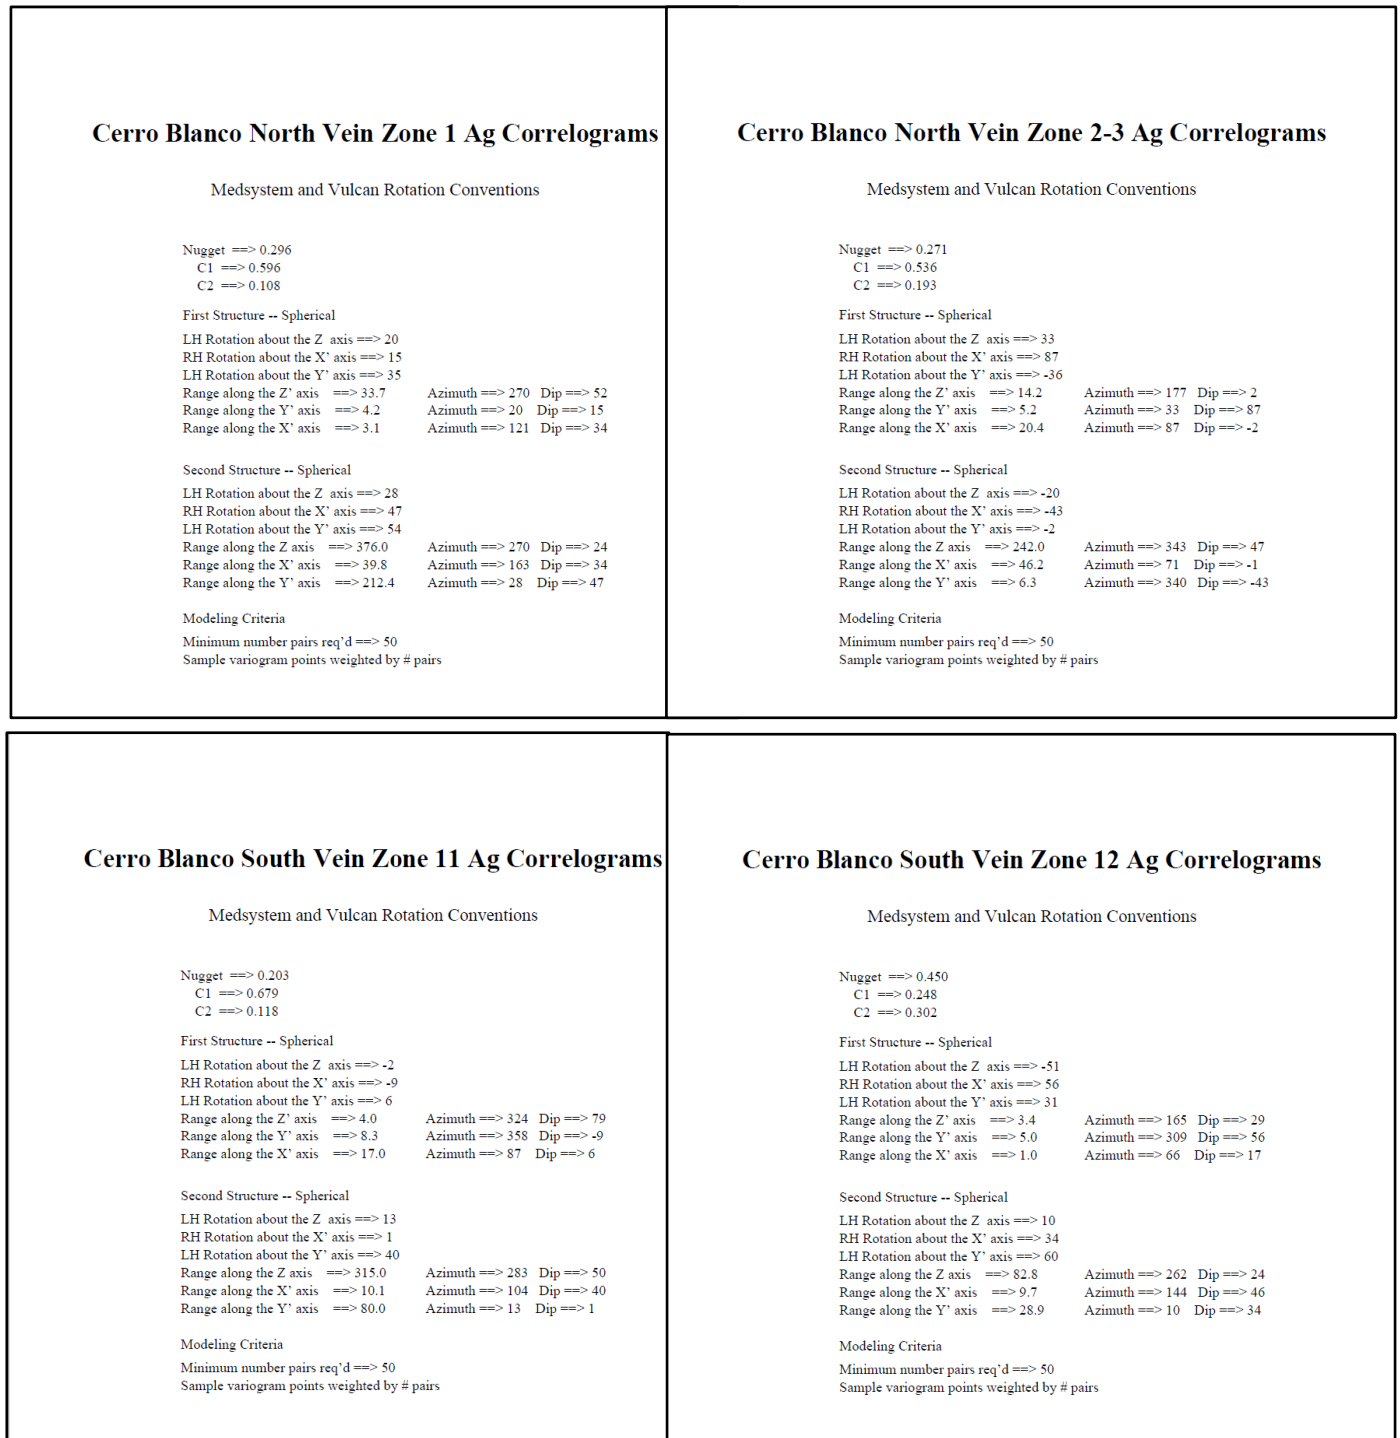 Cerro Blanco North Vein Zone 1 Ag Correlograms
Medsystem and Vulcan Rotation Conventions
Nugget ==> 0.296
C1 ==> 0.596
C2 ==> 0.108
First Structure -- Spherical
LH Rotation about the Z axis ==> 20
RH Rotation about the X' axis ==> 15
LH Rotation about the Y' axis ==> 35
Range along the Z' axis ==> 33.7 Azimuth ==> 270 Dip ==> 52
Range along the Y' axis ==> 4.2 Azimuth ==> 20 Dip ==> 15
Range along the X' axis ==> 3.1 Azimuth ==> 121 Dip ==> 34
Second Structure -- Spherical
LH Rotation about the Z axis ==> 28
RH Rotation about the X' axis ==> 47
LH Rotation about the Y' axis ==> 54
Range along the Z axis ==> 376.0 Azimuth ==> 270 Dip ==> 24
Range along the X' axis ==> 39.8 Azimuth ==> 163 Dip ==> 34
Range along the Y' axis ==> 212.4 Azimuth ==> 28 Dip ==> 47
Modeling Criteria
Minimum number pairs req'd ==> 50
Sample variogram points weighted by # pairs
Cerro Blanco North Vein Zone 2-3 Ag Correlograms
Medsystem and Vulcan Rotation Conventions
Nugget ==> 0.271
C1 ==> 0.536
C2 ==> 0.193
First Structure -- Spherical
LH Rotation about the Z axis ==> 33
RH Rotation about the X' axis ==> 87
LH Rotation about the Y' axis ==> -36
Range along the Z' axis ==> 14.2 Azimuth ==> 177 Dip ==> 2
Range along the Y' axis ==> 5.2 Azimuth ==> 33 Dip ==> 87
Range along the X' axis ==> 20.4 Azimuth ==> 87 Dip ==> -2
Second Structure -- Spherical
LH Rotation about the Z axis ==> -20
RH Rotation about the X' axis ==> -43
LH Rotation about the Y' axis ==> -2
Range along the Z axis ==> 242.0 Azimuth ==> 343 Dip ==> 47
Range along the X' axis ==> 46.2 Azimuth ==> 71 Dip ==> -1
Range along the Y' axis ==> 6.3 Azimuth ==> 340 Dip ==> -43
Modeling Criteria
Minimum number pairs req'd ==> 50
Sample variogram points weighted by # pairs
Cerro Blanco South Vein Zone 11 Ag Correlograms
Medsystem and Vulcan Rotation Conventions
Nugget ==> 0.203
C1 ==> 0.679
C2 ==> 0.118
First Structure -- Spherical
LH Rotation about the Z axis ==> -2
RH Rotation about the X' axis ==> -9
LH Rotation about the Y' axis ==> 6
Range along the Z' axis ==> 4.0 Azimuth ==> 324 Dip ==> 79
Range along the Y' axis ==> 8.3 Azimuth ==> 358 Dip ==> -9
Range along the X' axis ==> 17.0 Azimuth ==> 87 Dip ==> 6
Second Structure -- Spherical
LH Rotation about the Z axis ==> 13
RH Rotation about the X' axis ==> 1
LH Rotation about the Y' axis ==> 40
Range along the Z axis ==> 315.0 Azimuth ==> 283 Dip ==> 50
Range along the X' axis ==> 10.1 Azimuth ==> 104 Dip ==> 40
Range along the Y' axis ==> 80.0 Azimuth ==> 13 Dip ==> 1
Modeling Criteria
Minimum number pairs req'd ==> 50
Sample variogram points weighted by # pairs
Cerro Blanco South Vein Zone 12 Ag Correlograms
Medsystem and Vulcan Rotation Conventions
Nugget ==> 0.450
C1 ==> 0.248
C2 ==> 0.302
First Structure -- Spherical
LH Rotation about the Z axis ==> -51
RH Rotation about the X' axis ==> 56
LH Rotation about the Y' axis ==> 31
Range along the Z' axis ==> 3.4 Azimuth ==> 165 Dip ==> 29
Range along the Y' axis ==> 5.0 Azimuth ==> 309 Dip ==> 56
Range along the X' axis ==> 1.0 Azimuth ==> 66 Dip ==> 17
Second Structure -- Spherical
LH Rotation about the Z axis ==> 10
RH Rotation about the X' axis ==> 34
LH Rotation about the Y' axis ==> 60
Range along the Z axis ==> 82.8 Azimuth ==> 262 Dip ==> 24
Range along the X' axis ==> 9.7 Azimuth ==> 144 Dip ==> 46
Range along the Y' axis ==> 28.9 Azimuth ==> 10 Dip ==> 34
Modeling Criteria
Minimum number pairs req'd ==> 50
Sample variogram points weighted by # pairs